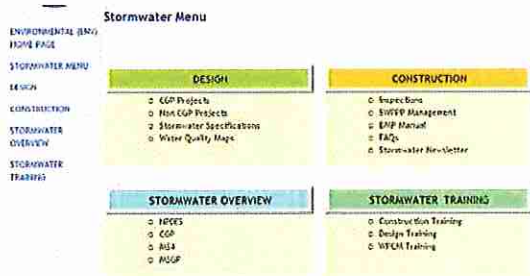 Stormwater Menu
ENVIRONMENTAL (ENV)
HOME PAGE
STORMWATER MENU
DESIGN
CONSTRUCTION
STORMWATER
OVERVIEW
STORMWATER
TRAINING
DESIGN
CGP Projects
Non CGP Projects
Stormwater Specifications
Water Quality Maps
CONSTRUCTION
Inspections
SWPPP Management
BMP Manual
FAQs
Stormwater Newsletter
STORMWATER OVERVIEW
NPDES
CGP
MS4
MSGP
STORMWATER TRAINING
Construction Training
Design Training
WPCM Training